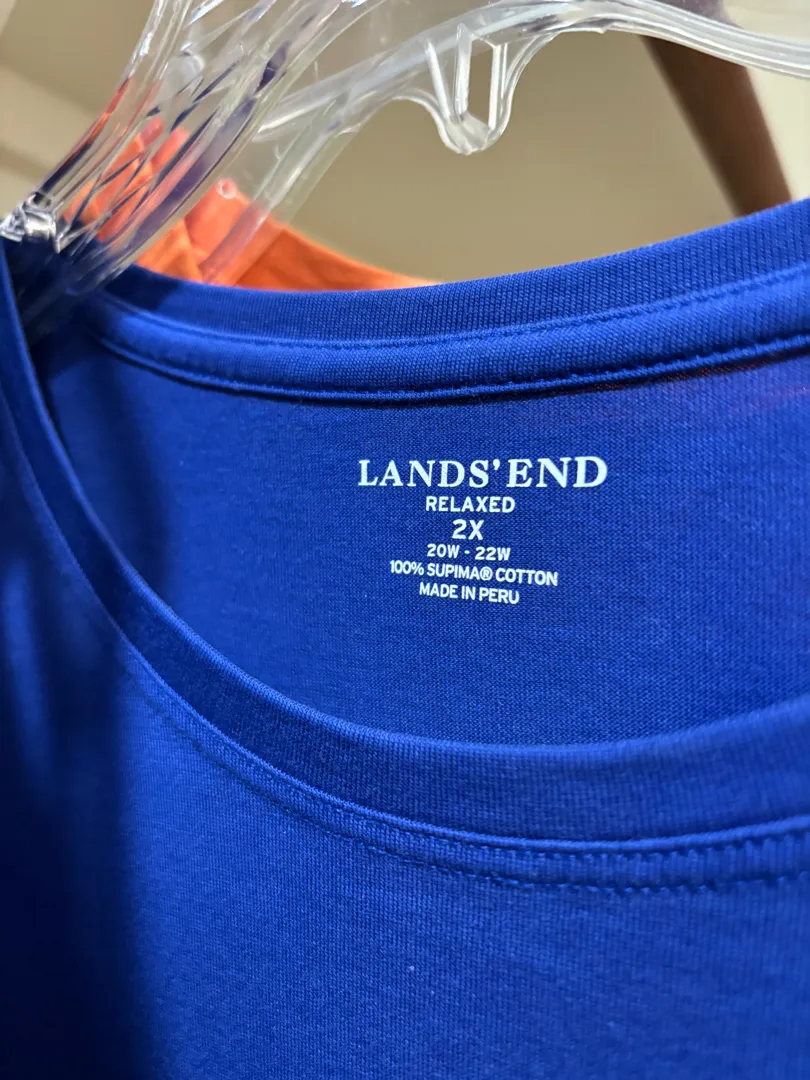 LANDS' END
RELAXED
2X
20W - 22W
100% SUPIMA® COTTON
MADE IN PERU